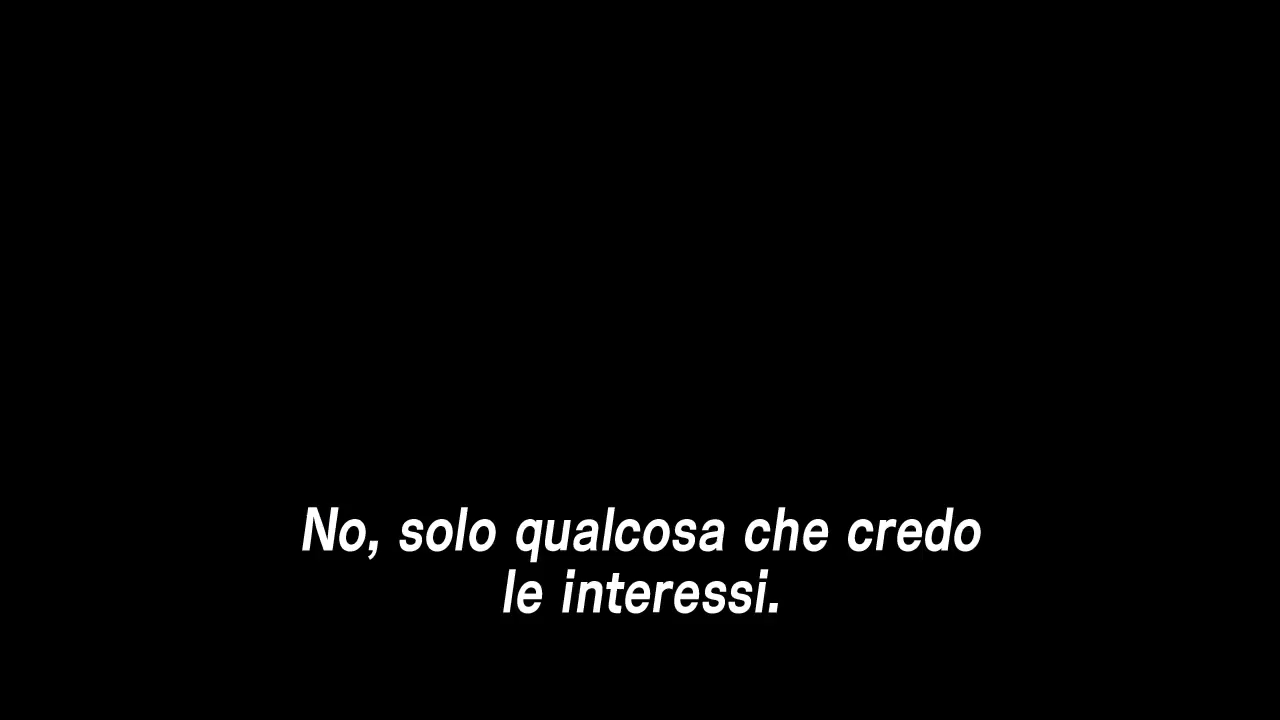 No, solo qualcosa che credo
le interessi.